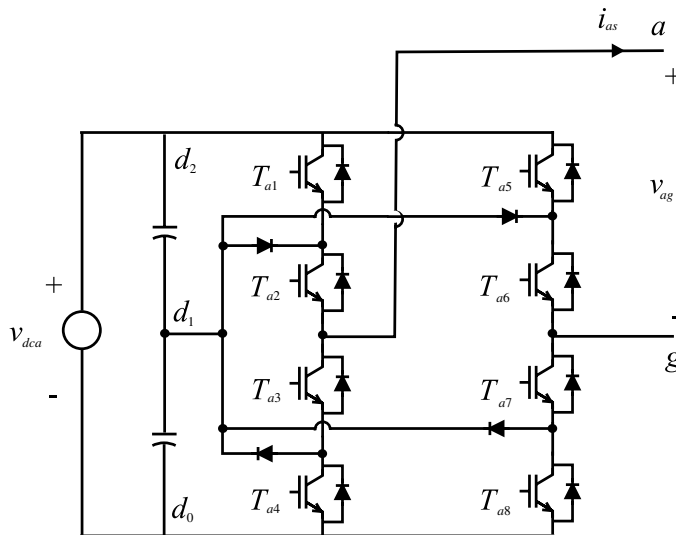 i_as a
+
d_2
T_a1 T_a5
v_ag
+
d_1
T_a2 T_a6
v_dca
-
g
-
T_a3 T_a7
d_0
T_a4 T_a8